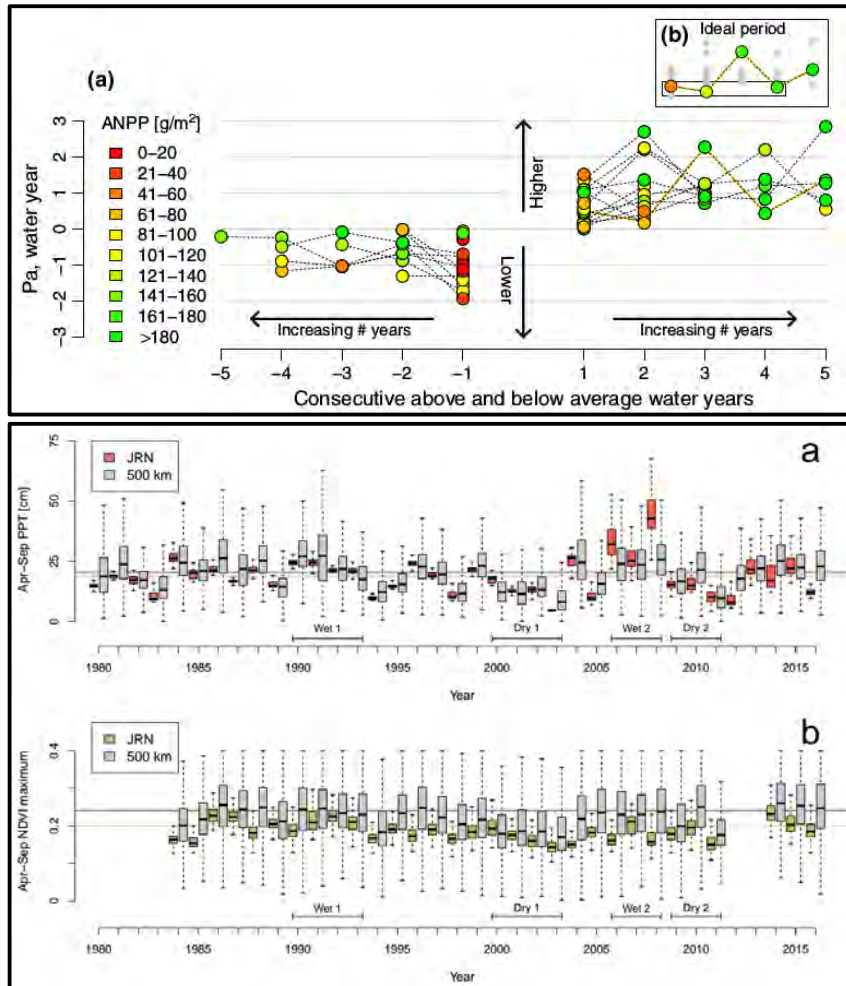 (b)
Ideal period
(a)
ANPP [g/m²]
0–20
21–40
41–60
61–80
81–100
101–120
121–140
141–160
161–180
>180
Pa, water year
3
2
1
0
−1
−2
−3
Higher
Lower
Increasing # years
Increasing # years
−5 −4 −3 −2 −1 1 2 3 4 5
Consecutive above and below average water years
a
JRN
500 km
Apr-Sep PPT [cm]
75
50
25
0
Wet 1 Dry 1 Wet 2 Dry 2
1980 1985 1990 1995 2000 2005 2010 2015
Year
b
JRN
500 km
Apr-Sep NDVI maximum
0.4
0.2
0
Wet 1 Dry 1 Wet 2 Dry 2
1980 1985 1990 1995 2000 2005 2010 2015
Year